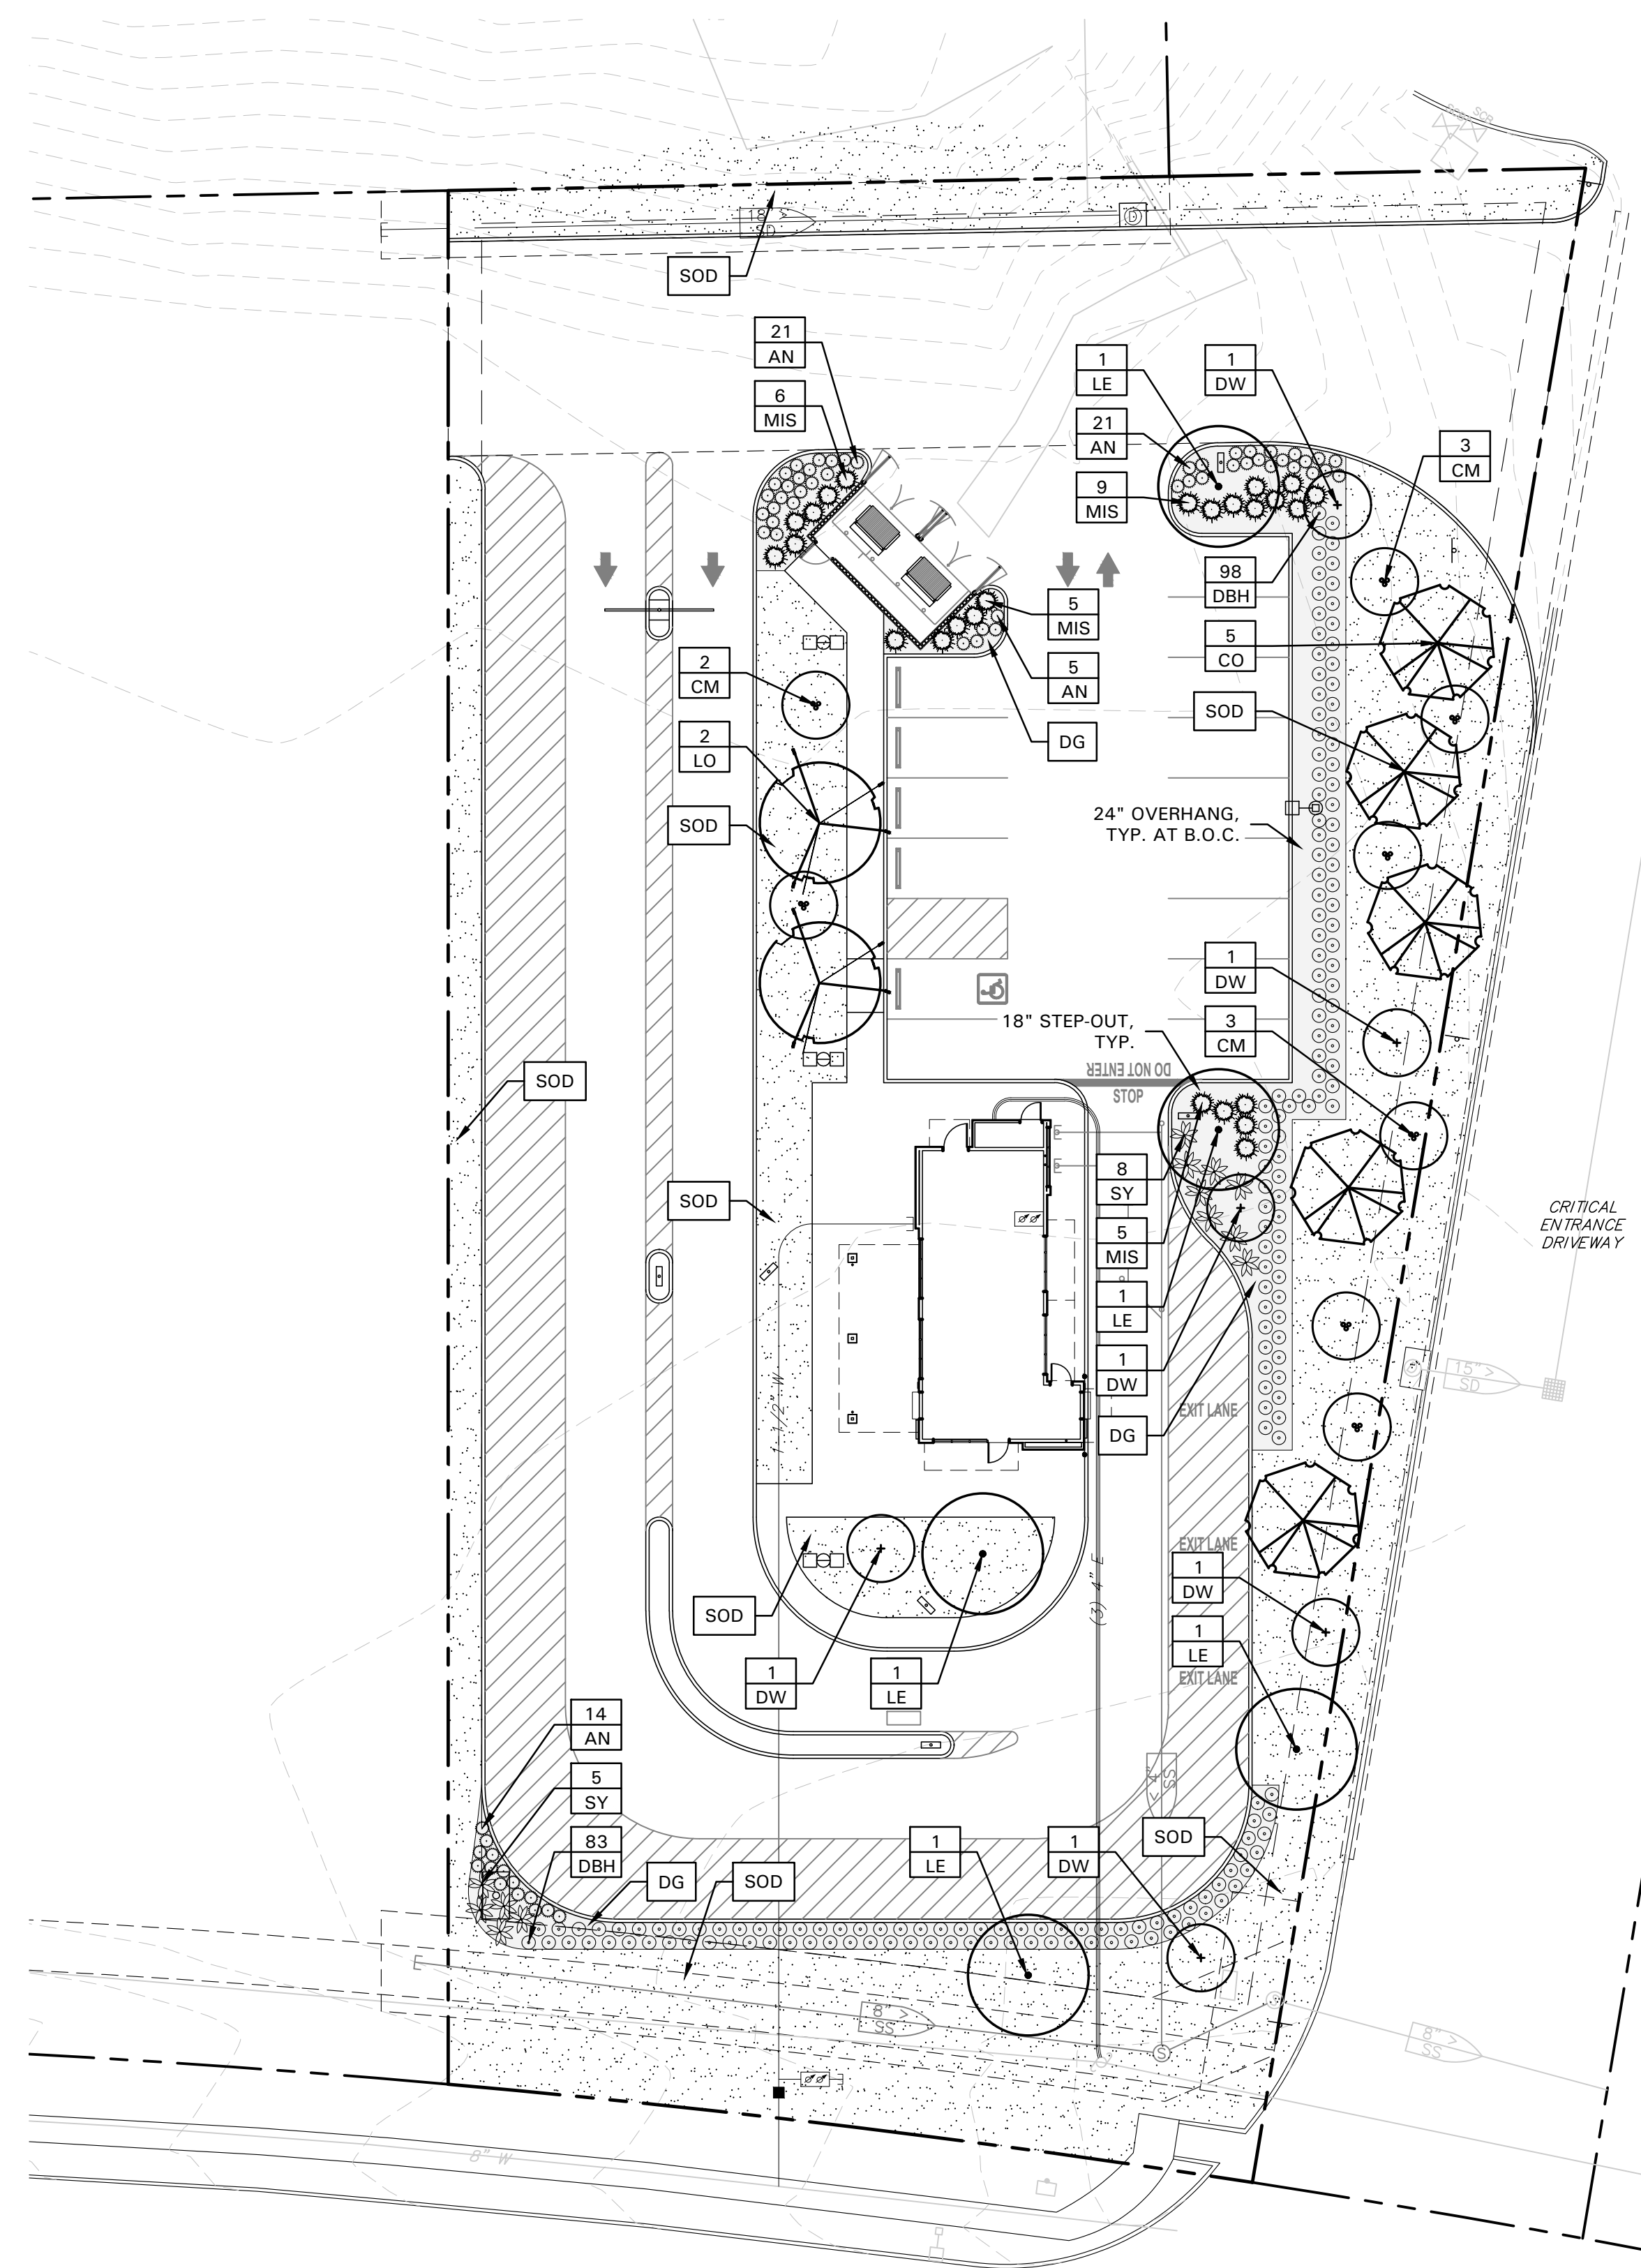 SCR
18" >
SD
D
SOD
21
AN
6
MIS
1
LE
1
DW
21
AN
9
MIS
3
CM
98
DBH
5
MIS
5
CO
2
CM
5
AN
SOD
2
LO
DG
SOD
24" OVERHANG,
TYP. AT B.O.C.
1
DW
18" STEP-OUT,
TYP.
3
CM
SOD
DO NOT ENTER
STOP
8
SY
SOD
5
MIS
CRITICAL
ENTRANCE
DRIVEWAY
1
LE
1
DW
15" >
SD
1 1/2" W
EXIT LANE
DG
EXIT LANE
(3) 4" E
1
DW
SOD
1
LE
1
DW
1
LE
EXIT LANE
14
AN
4" >
SS
5
SY
83
DBH
1
LE
1
DW
SOD
DG
SOD
8" >
SS
S
8" >
SS
8" W